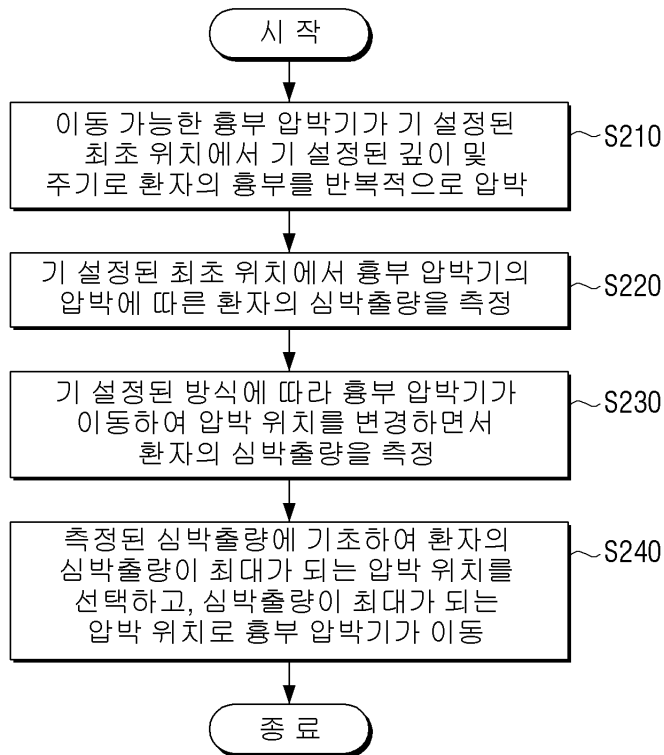 시 작
이동 가능한 흉부 압박기가 기 설정된
최초 위치에서 기 설정된 깊이 및
주기로 환자의 흉부를 반복적으로 압박
S210
기 설정된 최초 위치에서 흉부 압박기의
압박에 따른 환자의 심박출량을 측정
S220
기 설정된 방식에 따라 흉부 압박기가
이동하여 압박 위치를 변경하면서
환자의 심박출량을 측정
S230
측정된 심박출량에 기초하여 환자의
심박출량이 최대가 되는 압박 위치를
선택하고, 심박출량이 최대가 되는
압박 위치로 흉부 압박기가 이동
S240
종 료